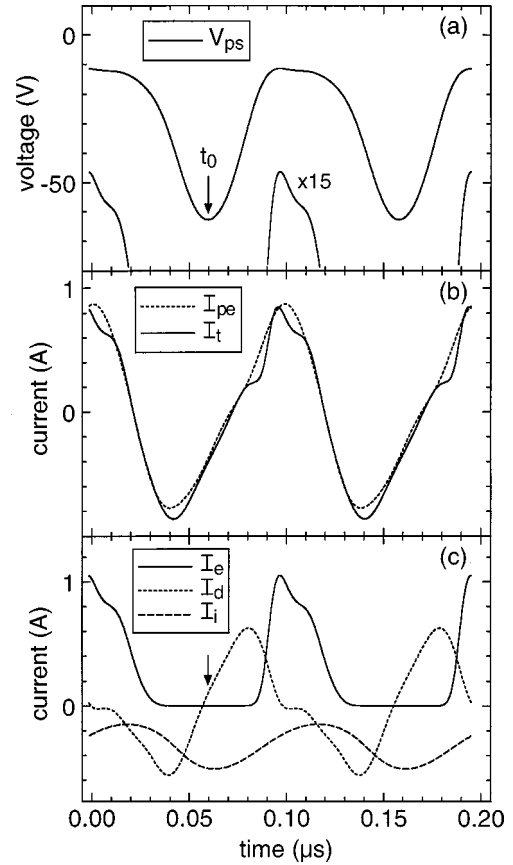 (a)
V_ps
0
-50
voltage (V)
t_0
x15
(b)
I_pe
I_t
1
0
current (A)
(c)
I_e
I_d
I_i
1
0
current (A)
0.00 0.05 0.10 0.15 0.20
time (μs)